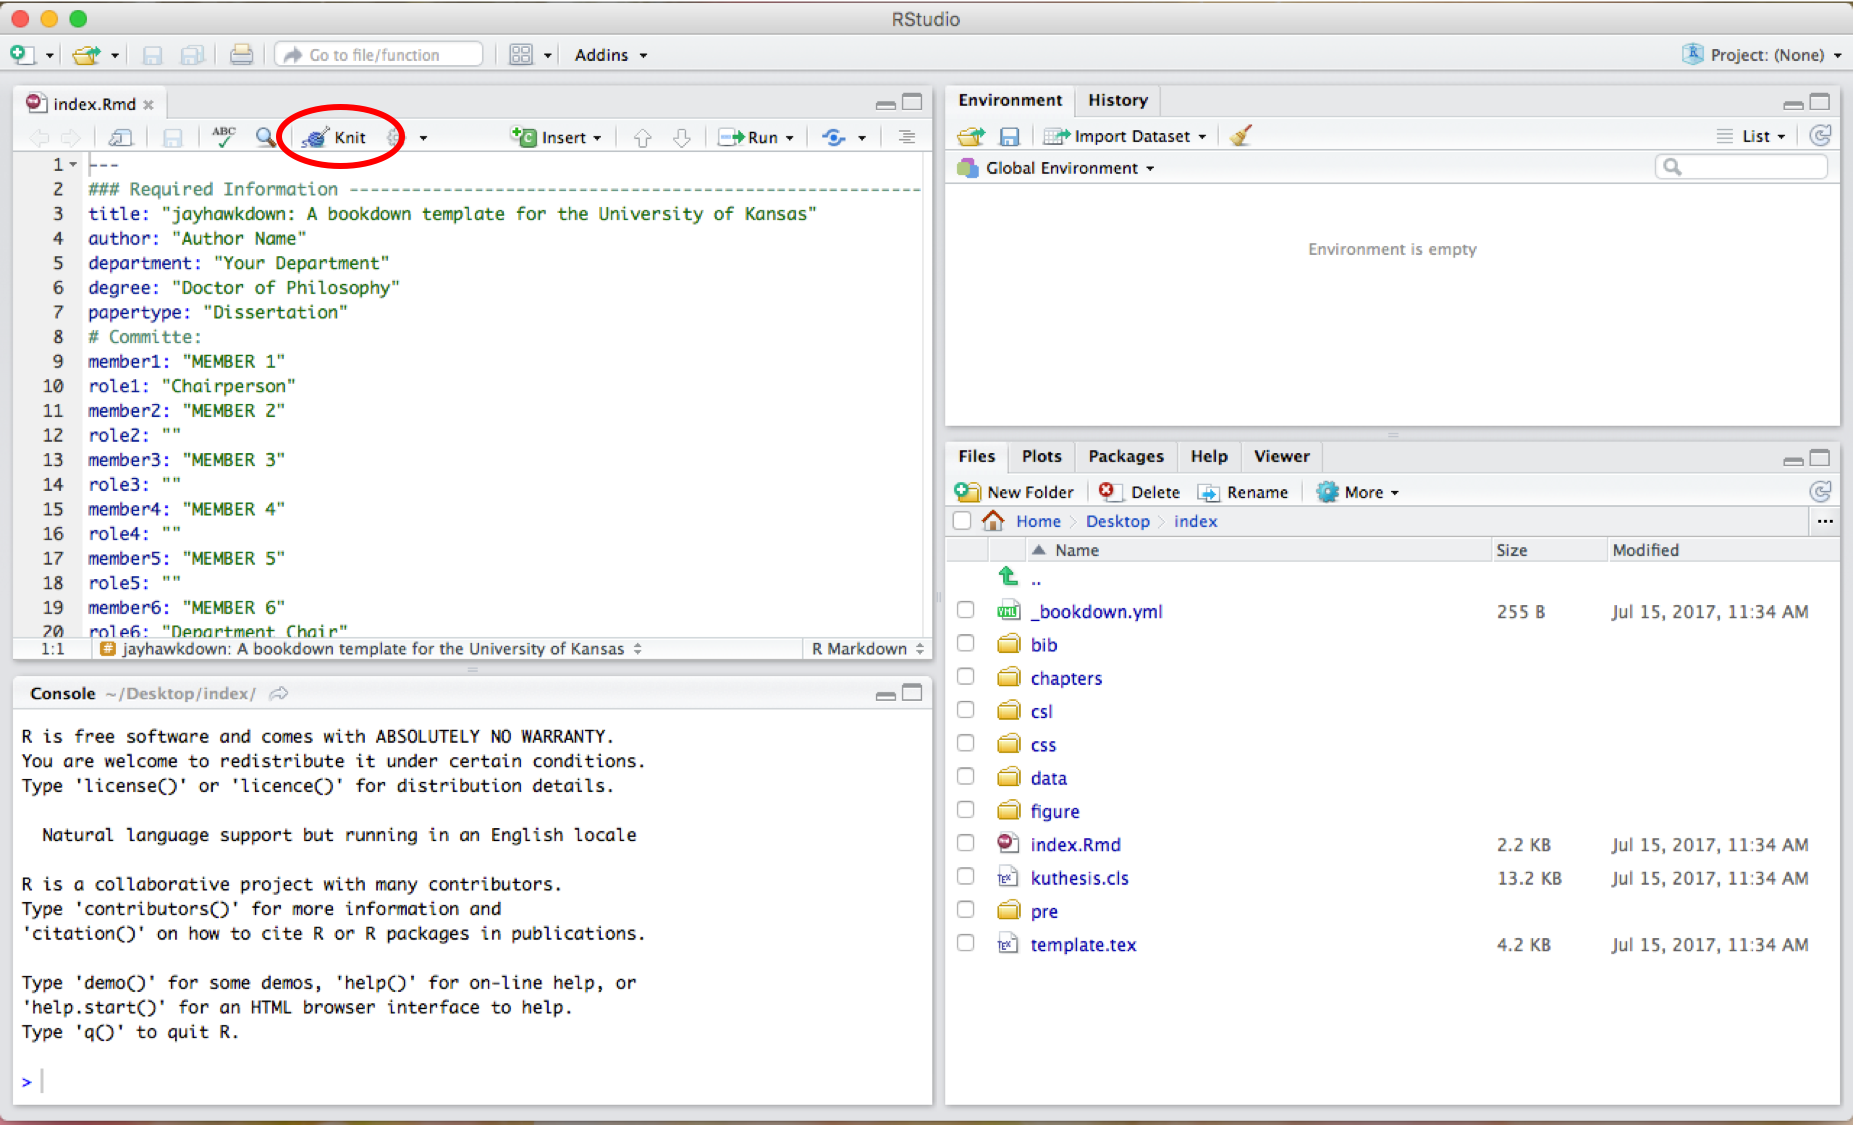 RStudio
Go to file/function
Addins
Project: (None)
index.Rmd
ABC
Knit
Insert
Run
1 ---
2 ### Required Information -------------------------------------------------------
3 title: "jayhawkdown: A bookdown template for the University of Kansas"
4 author: "Author Name"
5 department: "Your Department"
6 degree: "Doctor of Philosophy"
7 papertype: "Dissertation"
8 # Committe:
9 member1: "MEMBER 1"
10 role1: "Chairperson"
11 member2: "MEMBER 2"
12 role2: ""
13 member3: "MEMBER 3"
14 role3: ""
15 member4: "MEMBER 4"
16 role4: ""
17 member5: "MEMBER 5"
18 role5: ""
19 member6: "MEMBER 6"
20 role6: "Department Chair"
1:1 # jayhawkdown: A bookdown template for the University of Kansas R Markdown
Console ~/Desktop/index/
R is free software and comes with ABSOLUTELY NO WARRANTY.
You are welcome to redistribute it under certain conditions.
Type 'license()' or 'licence()' for distribution details.
Natural language support but running in an English locale
R is a collaborative project with many contributors.
Type 'contributors()' for more information and
'citation()' on how to cite R or R packages in publications.
Type 'demo()' for some demos, 'help()' for on-line help, or
'help.start()' for an HTML browser interface to help.
Type 'q()' to quit R.
>
Environment History
Import Dataset List
Global Environment
Environment is empty
Files Plots Packages Help Viewer
New Folder Delete Rename More
Home Desktop index ...
Name Size Modified
..
_bookdown.yml 255 B Jul 15, 2017, 11:34 AM
bib
chapters
csl
css
data
figure
index.Rmd 2.2 KB Jul 15, 2017, 11:34 AM
kuthesis.cls 13.2 KB Jul 15, 2017, 11:34 AM
pre
template.tex 4.2 KB Jul 15, 2017, 11:34 AM